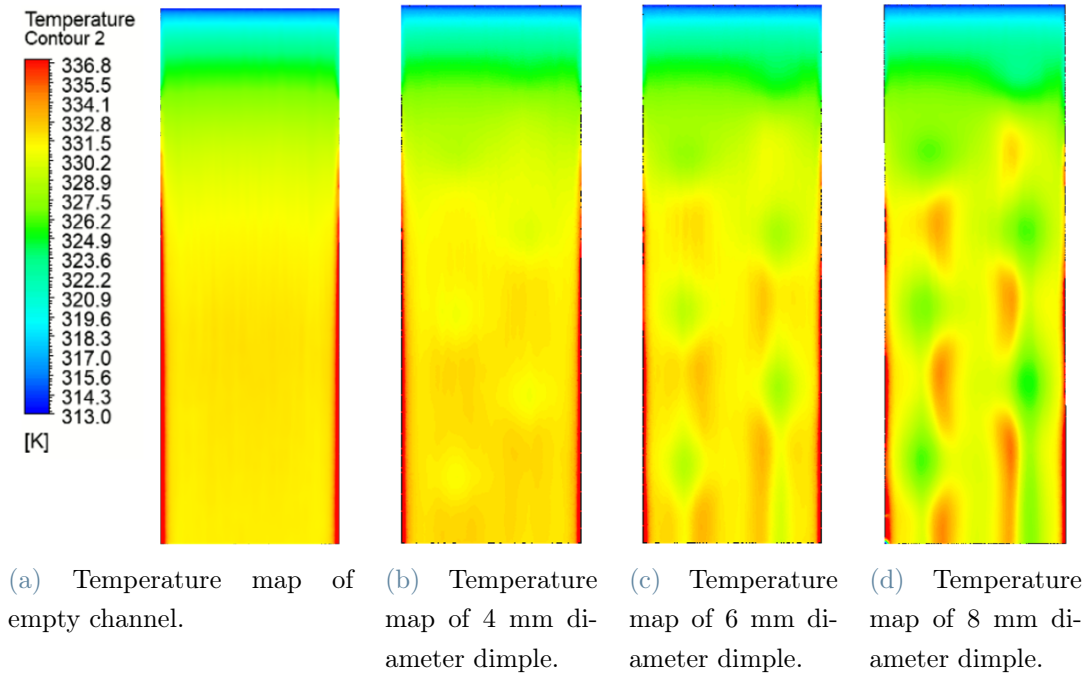 Temperature
Contour 2
336.8
335.5
334.1
332.8
331.5
330.2
328.9
327.5
326.2
324.9
323.6
322.2
320.9
319.6
318.3
317.0
315.6
314.3
313.0
[K]
(a) Temperature map of
empty channel.
(b) Temperature
map of 4 mm di-
ameter dimple.
(c) Temperature
map of 6 mm di-
ameter dimple.
(d) Temperature
map of 8 mm di-
ameter dimple.